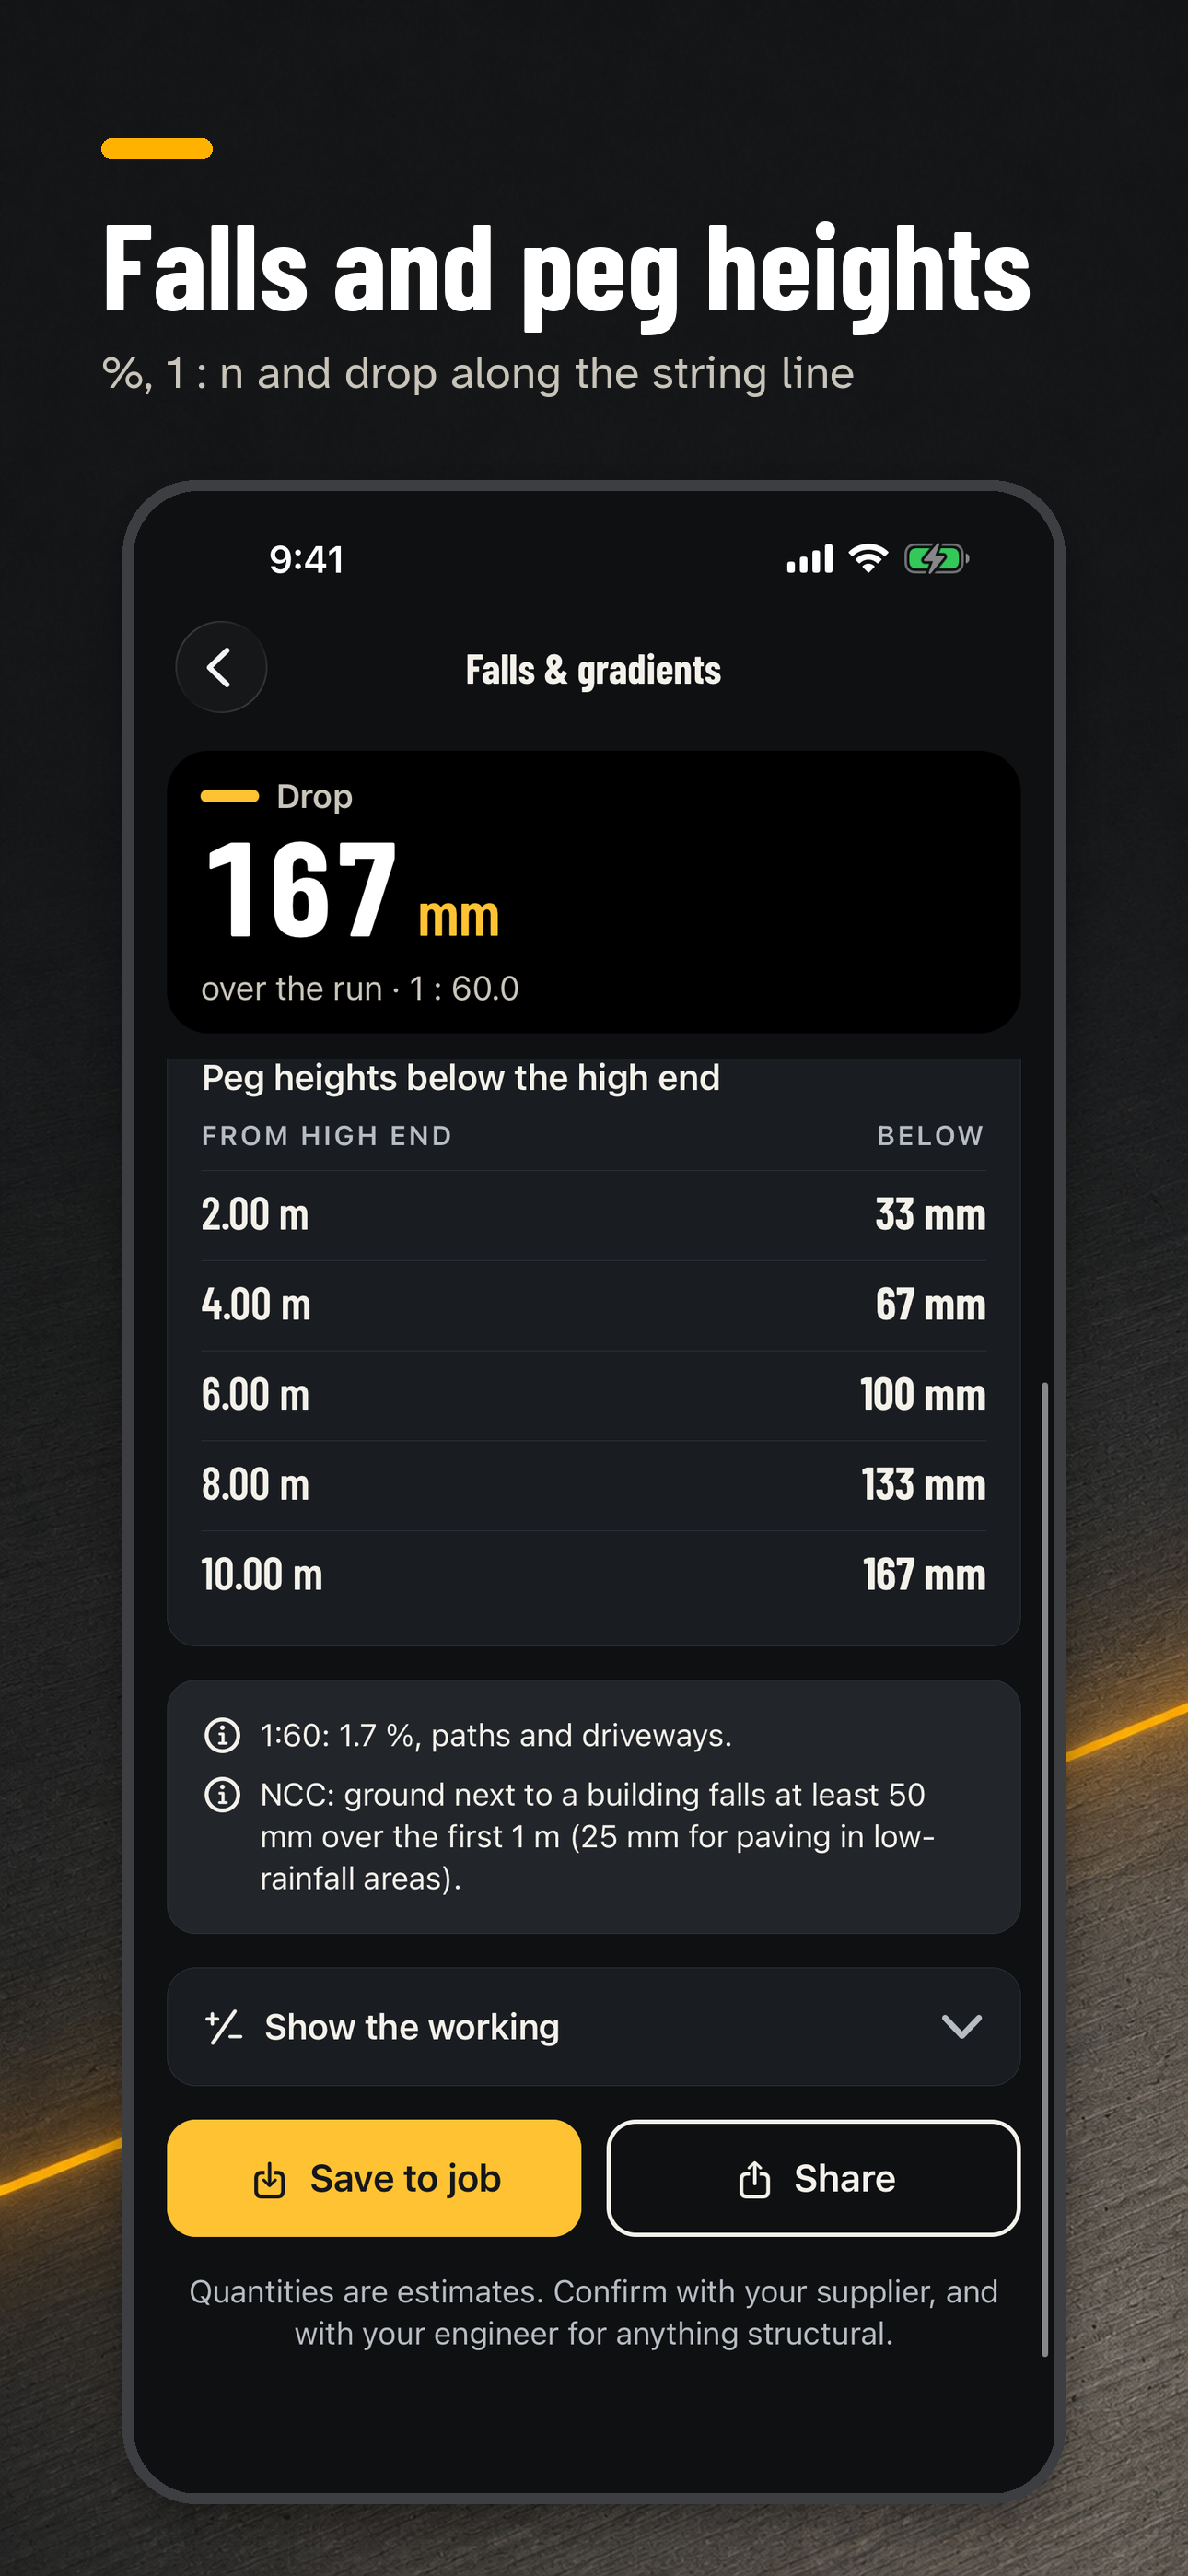 Falls and peg heights
%, 1 : n and drop along the string line
9:41
Falls & gradients
Drop
167 mm
over the run · 1 : 60.0
Peg heights below the high end
FROM HIGH END BELOW
2.00 m 33 mm
4.00 m 67 mm
6.00 m 100 mm
8.00 m 133 mm
10.00 m 167 mm
1:60: 1.7 %, paths and driveways.
NCC: ground next to a building falls at least 50
mm over the first 1 m (25 mm for paving in low-
rainfall areas).
Show the working
Save to job Share
Quantities are estimates. Confirm with your supplier, and
with your engineer for anything structural.